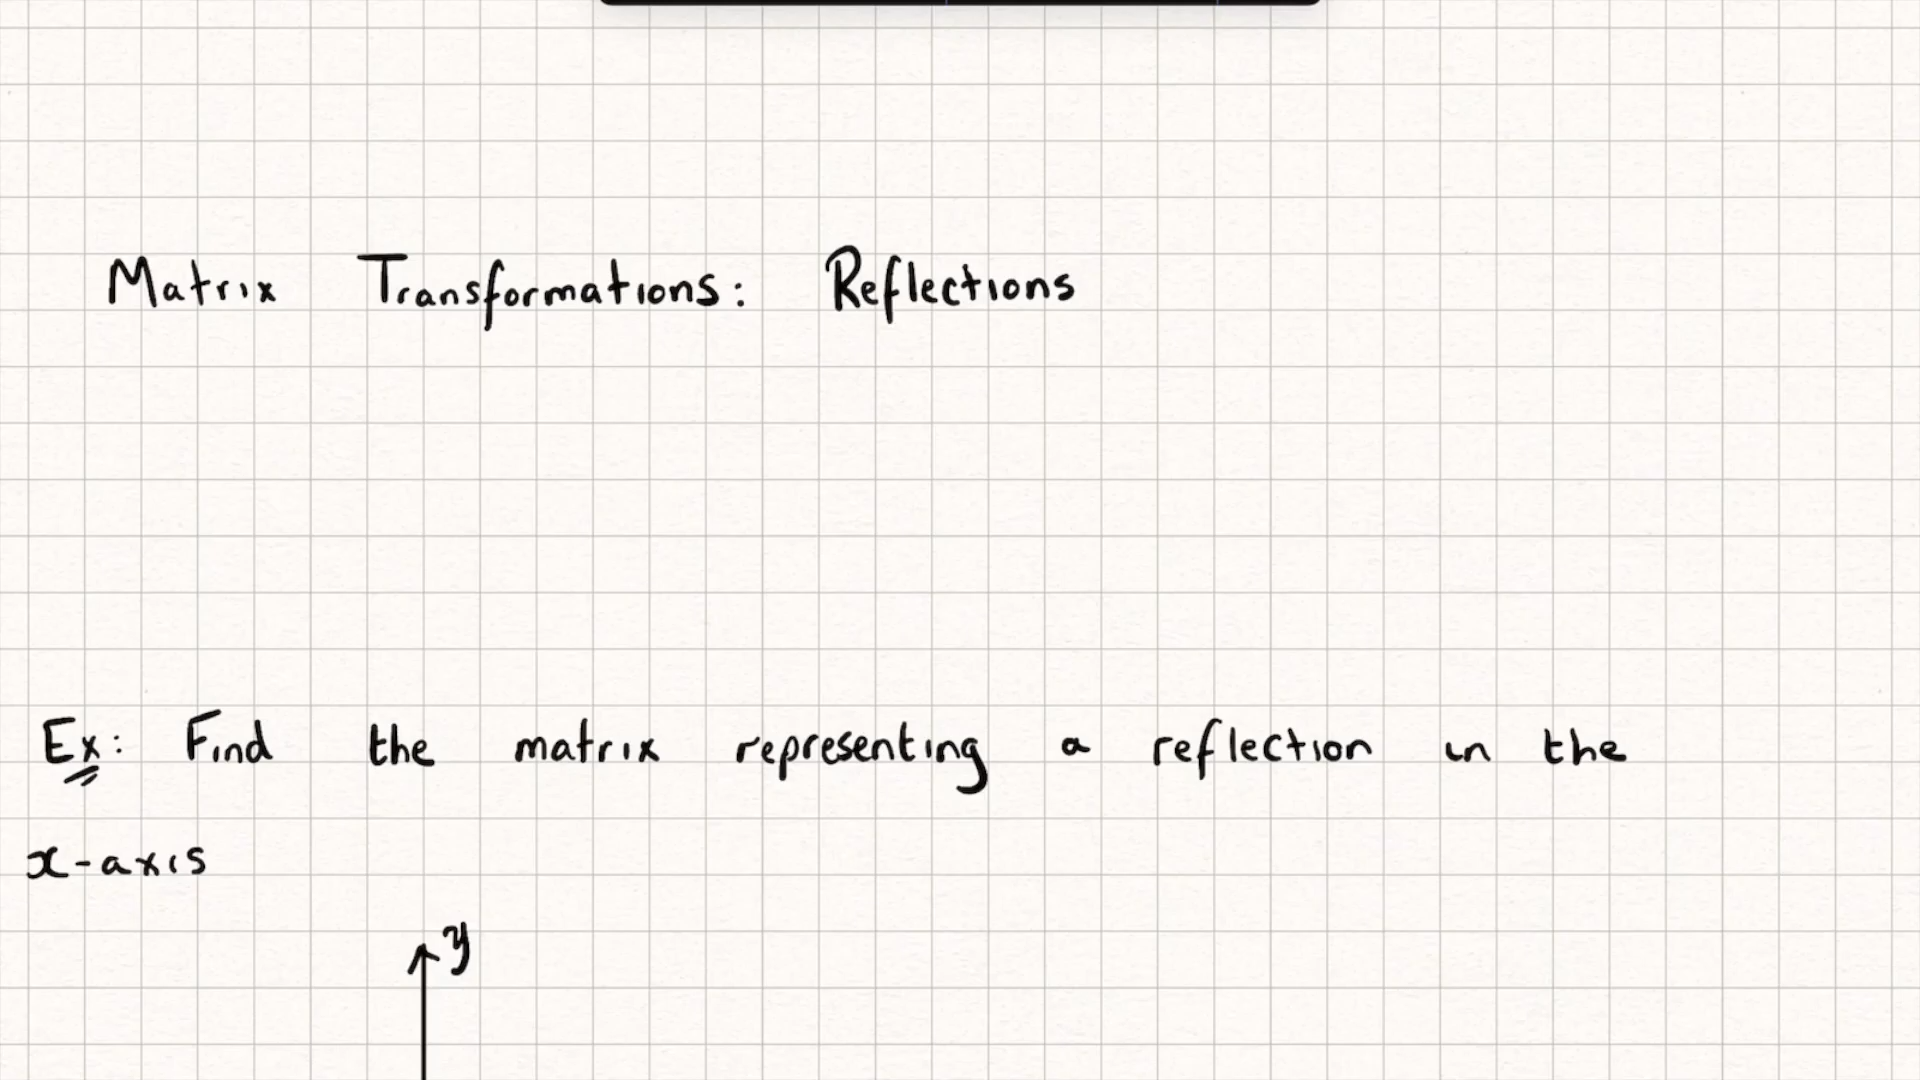 Matrix Transformations: Reflections
Ex: Find the matrix representing a reflection in the
x-axis
y